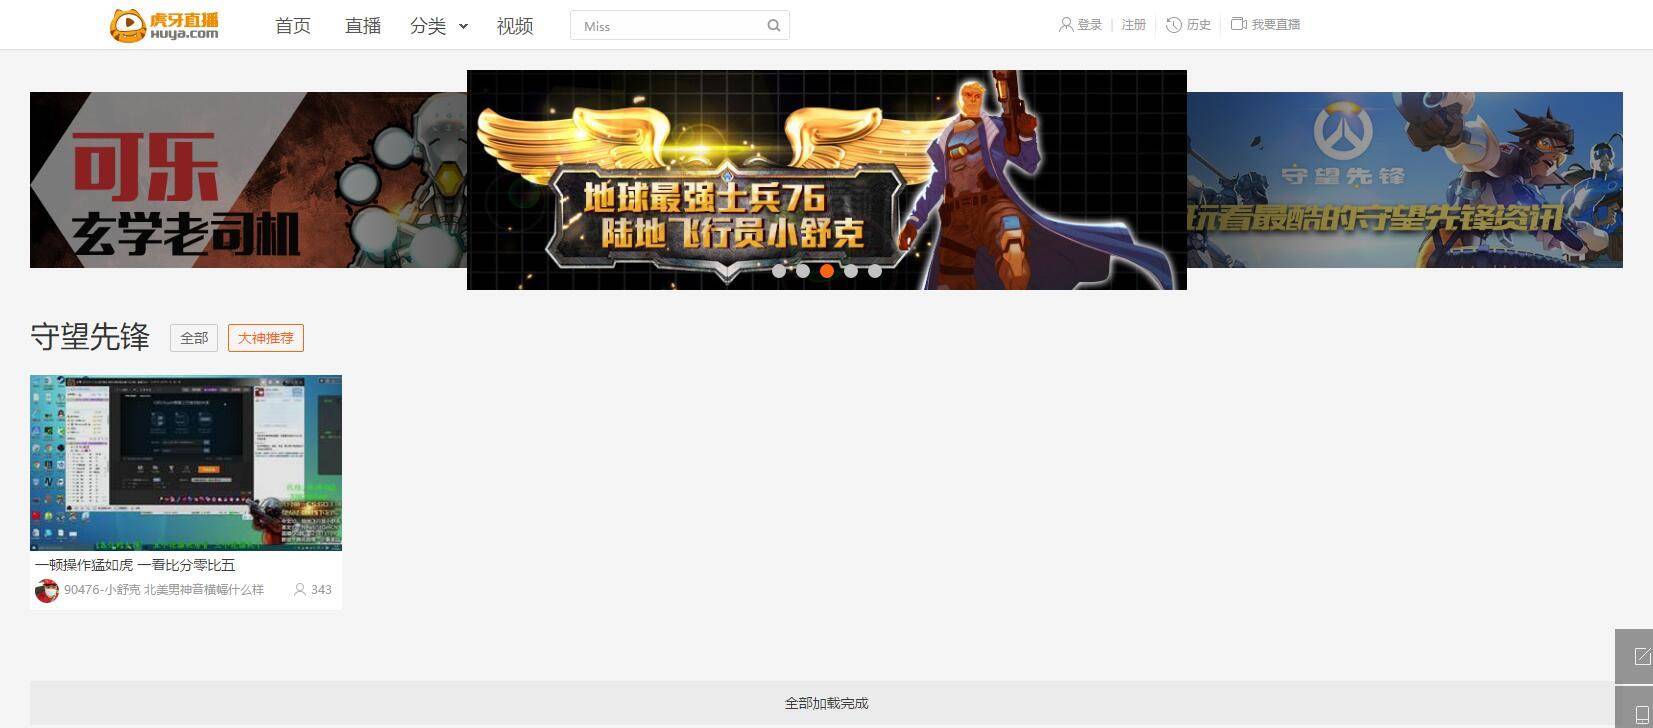 虎牙直播
HUYA.COM
首页 直播 分类 视频
Miss
登录 | 注册 历史 我要直播
可乐
玄学老司机
地球最强士兵76
陆地飞行员小舒克
守望先锋
玩看最酷的守望先锋资讯
守望先锋 全部 大神推荐
一顿操作猛如虎 一看比分零比五
90476-小舒克 北美男神音横幅什么样 343
全部加载完成